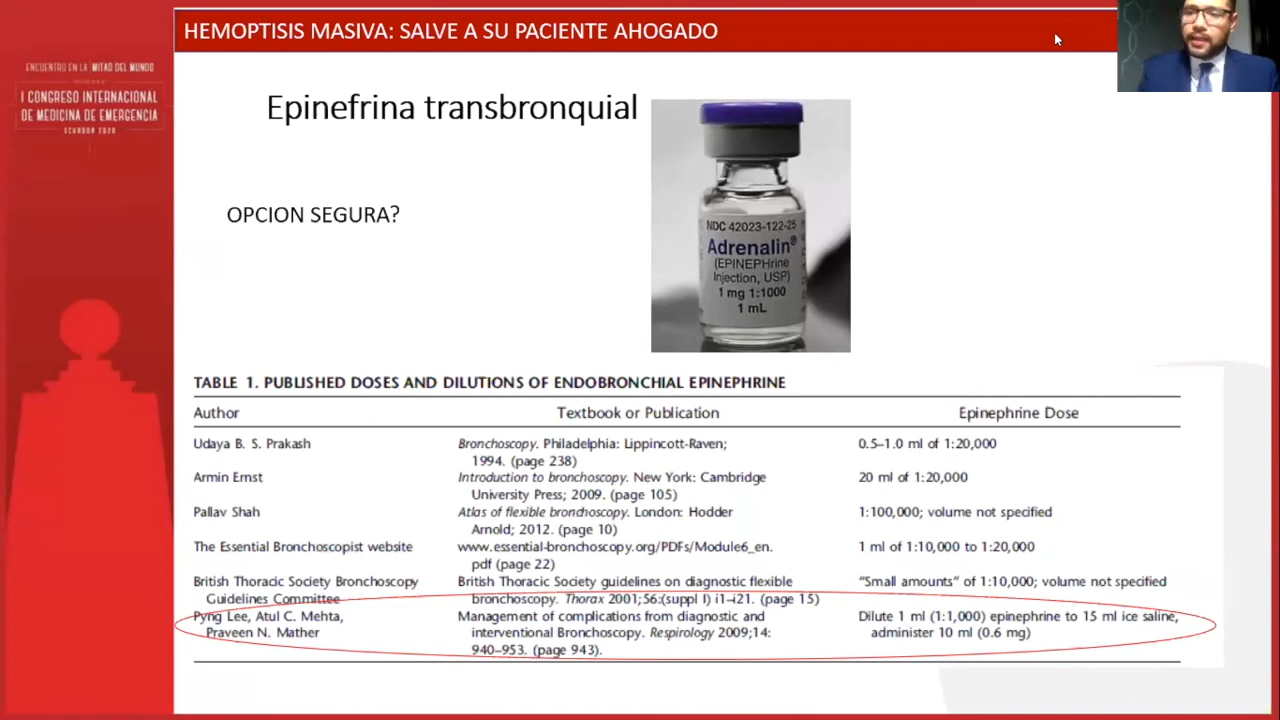 HEMOPTISIS MASIVA: SALVE A SU PACIENTE AHOGADO
ENCUENTRO EN LA MITAD DEL MUNDO
I CONGRESO INTERNACIONAL
DE MEDICINA DE EMERGENCIA
ECUADOR 2020
Epinefrina transbronquial
OPCION SEGURA?
NDC 42023-122-25
Adrenalin®
(EPINEPHrine
Injection, USP)
1 mg 1:1000
1 mL
TABLE 1. PUBLISHED DOSES AND DILUTIONS OF ENDOBRONCHIAL EPINEPHRINE
Author Textbook or Publication Epinephrine Dose
Udaya B. S. Prakash Bronchoscopy. Philadelphia: Lippincott-Raven; 0.5–1.0 ml of 1:20,000
1994. (page 238)
Armin Ernst Introduction to bronchoscopy. New York: Cambridge 20 ml of 1:20,000
University Press; 2009. (page 105)
Pallav Shah Atlas of flexible bronchoscopy. London: Hodder 1:100,000; volume not specified
Arnold; 2012. (page 10)
The Essential Bronchoscopist website www.essential-bronchoscopy.org/PDFs/Module6_en. 1 ml of 1:10,000 to 1:20,000
pdf (page 22)
British Thoracic Society Bronchoscopy British Thoracic Society guidelines on diagnostic flexible "Small amounts" of 1:10,000; volume not specified
Guidelines Committee bronchoscopy. Thorax 2001;56:(suppl I) i1–i21. (page 15)
Pyng Lee, Atul C. Mehta, Management of complications from diagnostic and Dilute 1 ml (1:1,000) epinephrine to 15 ml ice saline,
Praveen N. Mather interventional Bronchoscopy. Respirology 2009;14: administer 10 ml (0.6 mg)
940–953. (page 943).